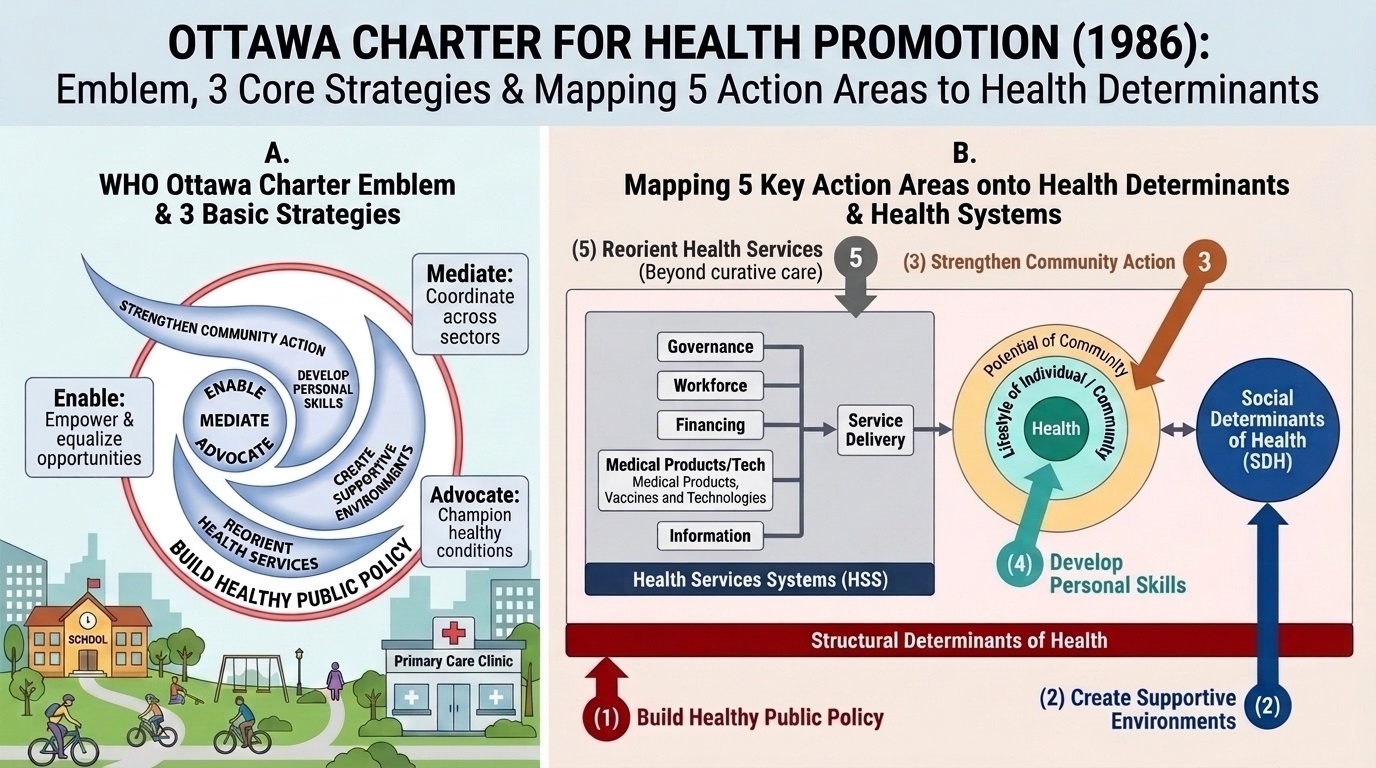 OTTAWA CHARTER FOR HEALTH PROMOTION (1986):
Emblem, 3 Core Strategies & Mapping 5 Action Areas to Health Determinants
A.
WHO Ottawa Charter Emblem
& 3 Basic Strategies
Mediate:
Coordinate
across
sectors
STRENGTHEN COMMUNITY ACTION
DEVELOP
PERSONAL
SKILLS
ENABLE
MEDIATE
ADVOCATE
Enable:
Empower &
equalize
opportunities
CREATE
SUPPORTIVE
ENVIRONMENTS
Advocate:
Champion
healthy
conditions
REORIENT
HEALTH SERVICES
BUILD HEALTHY PUBLIC POLICY
SCHOOL
Primary Care Clinic
B.
Mapping 5 Key Action Areas onto Health Determinants
& Health Systems
(5) Reorient Health Services
(Beyond curative care)
5
(3) Strengthen Community Action
3
Governance
Workforce
Financing
Medical Products/Tech
Medical Products,
Vaccines and Technologies
Information
Service
Delivery
Health Services Systems (HSS)
Potential of Community
Lifestyle of Individual / Community
Health
Social
Determinants
of Health
(SDH)
(4)
Develop
Personal Skills
Structural Determinants of Health
(1)
Build Healthy Public Policy
(2) Create Supportive
Environments
(2)